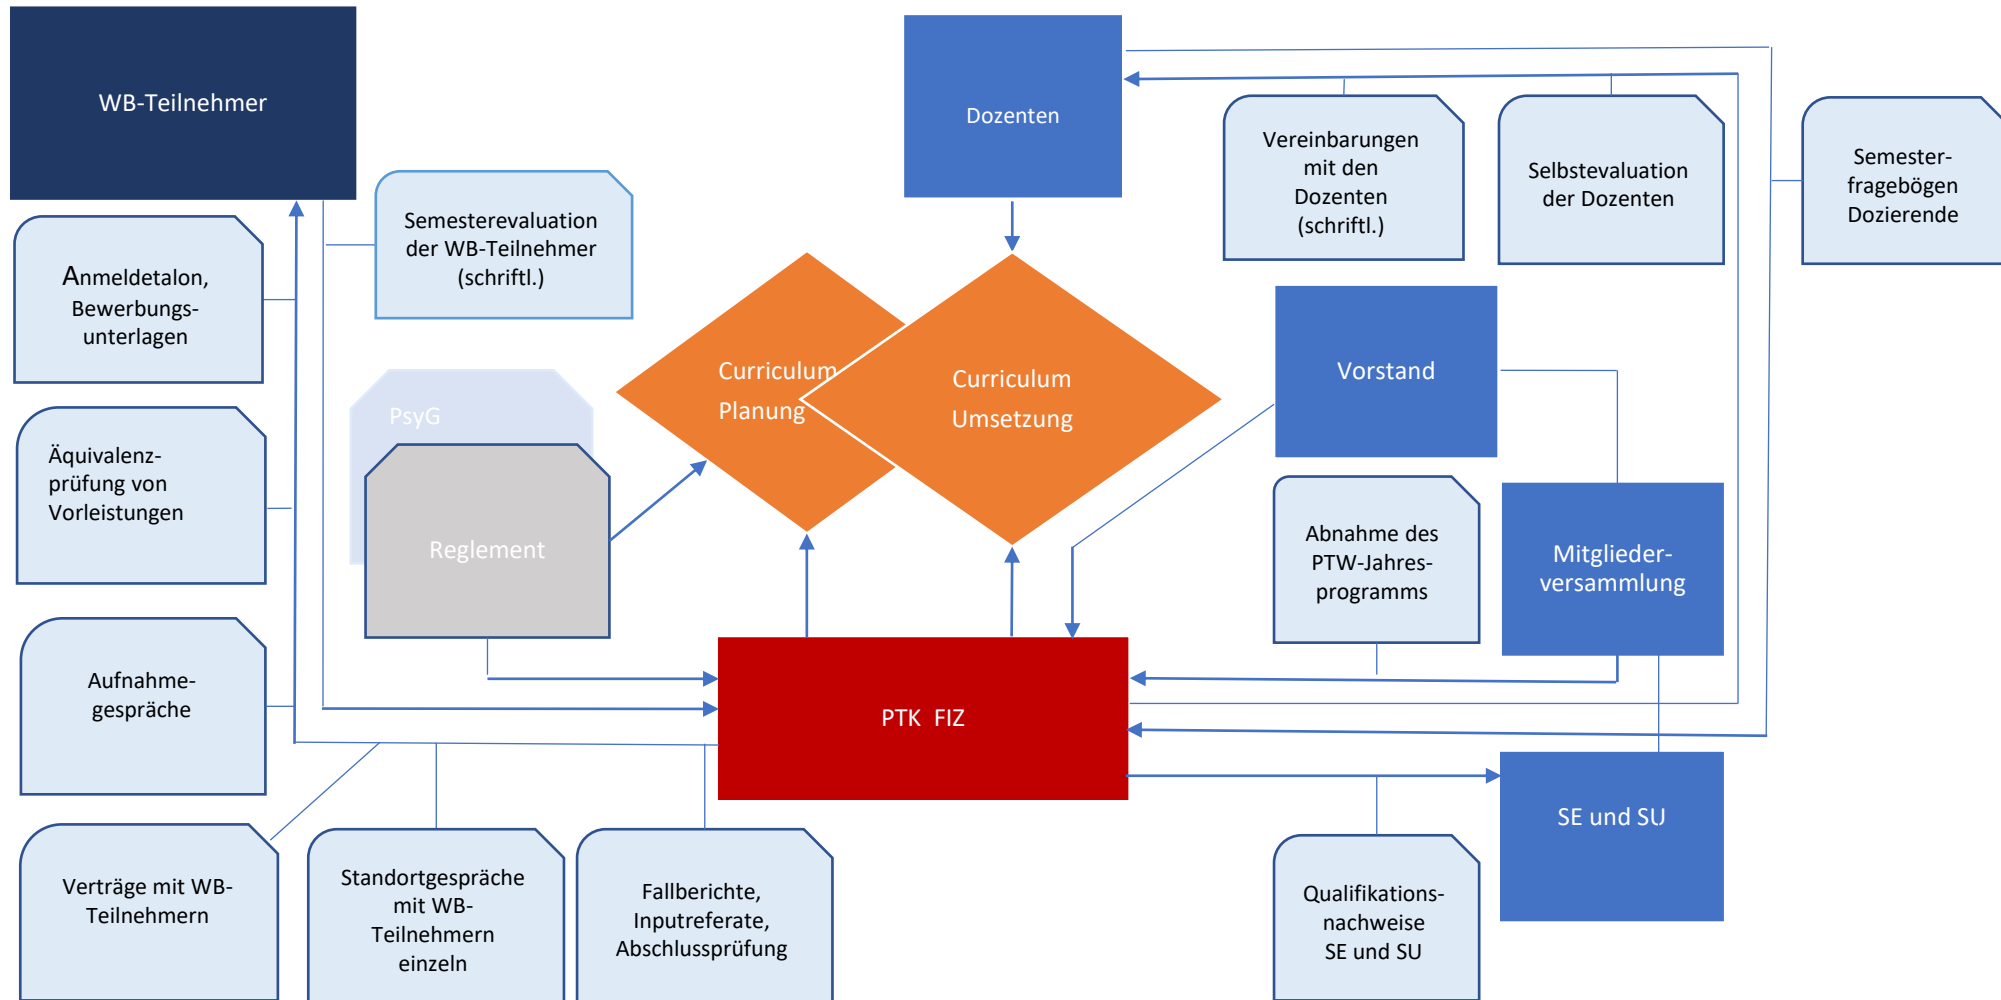 WB-Teilnehmer
Dozenten
Vereinbarungen
mit den
Dozenten
(schriftl.)
Selbstevaluation
der Dozenten
Semester-
fragebögen
Dozierende
Semesterevaluation
der WB-Teilnehmer
(schriftl.)
Anmeldetalon,
Bewerbungs-
unterlagen
Curriculum
Planung
Curriculum
Umsetzung
Vorstand
PsyG
Reglement
Äquivalenz-
prüfung von
Vorleistungen
Abnahme des
PTW-Jahres-
programms
Mitglieder-
versammlung
Aufnahme-
gespräche
PTK FIZ
SE und SU
Verträge mit WB-
Teilnehmern
Standortgespräche
mit WB-
Teilnehmern
einzeln
Fallberichte,
Inputreferate,
Abschlussprüfung
Qualifikations-
nachweise
SE und SU